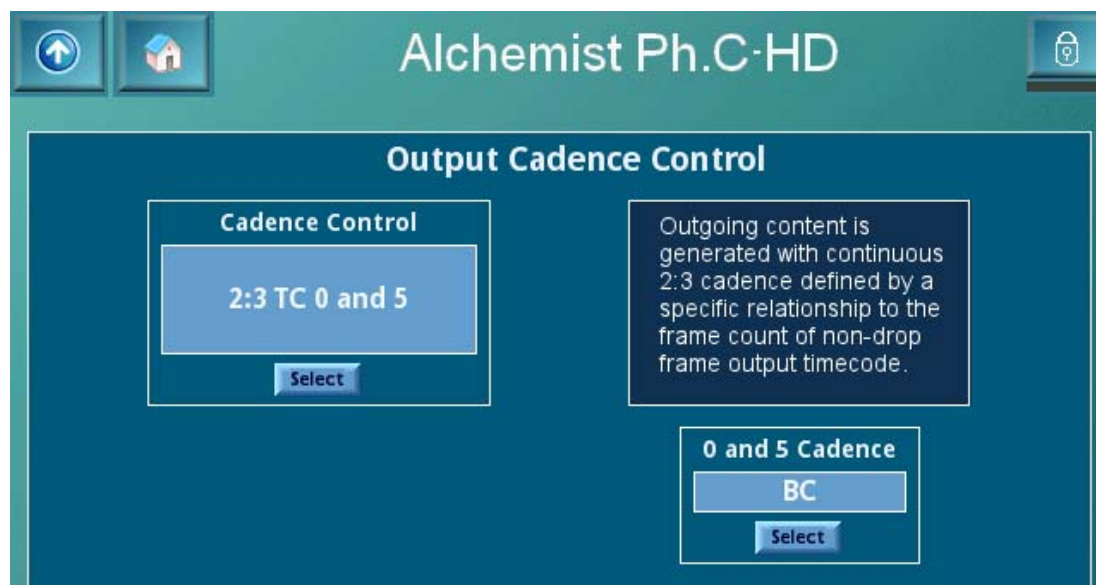 Alchemist Ph.C-HD
Output Cadence Control
Cadence Control
2:3 TC 0 and 5
Select
Outgoing content is
generated with continuous
2:3 cadence defined by a
specific relationship to the
frame count of non-drop
frame output timecode.
0 and 5 Cadence
BC
Select